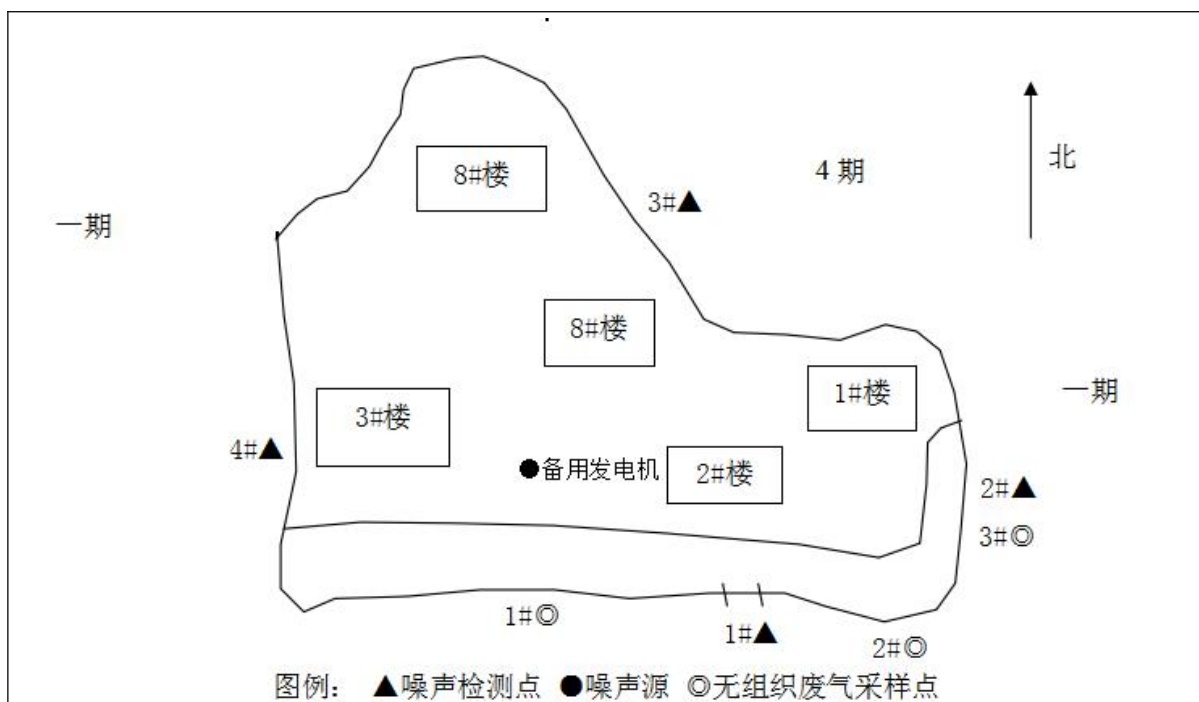 8#楼
4期
北
3#▲
一期
8#楼
1#楼
一期
3#楼
4#▲
●备用发电机
2#楼
2#▲
3#◎
1#◎
1#▲
2#◎
图例： ▲噪声检测点 ●噪声源 ◎无组织废气采样点